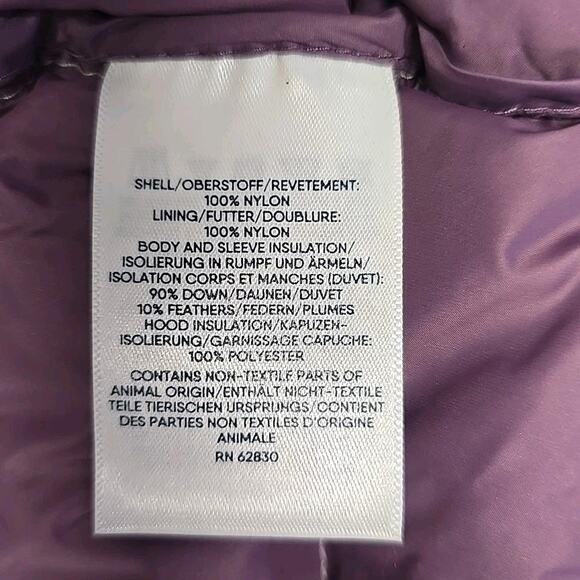 SHELL/OBERSTOFF/REVETEMENT:
100% NYLON
LINING/FUTTER/DOUBLURE:
100% NYLON
BODY AND SLEEVE INSULATION/
ISOLIERUNG IN RUMPF UND ÄRMELN/
ISOLATION CORPS ET MANCHES (DUVET):
90% DOWN/DAUNEN/DUVET
10% FEATHERS/FEDERN/PLUMES
HOOD INSULATION/KAPUZEN-
ISOLIERUNG/GARNISSAGE CAPUCHE:
100% POLYESTER
CONTAINS NON-TEXTILE PARTS OF
ANIMAL ORIGIN/ENTHÄLT NICHT-TEXTILE
TEILE TIERISCHEN URSPRUNGS/CONTIENT
DES PARTIES NON TEXTILES D'ORIGINE
ANIMALE
RN 62830